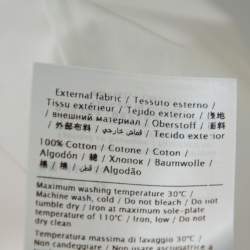 External fabric / Tessuto esterno /
Tissu extérieur / Tejido exterior /
/ внешний материал / Oberstoff / 面料
/ 外部布料 / قماش خارجي / Tecido exterior
100% Cotton / Cotone / Coton /
Algodón / 綿 / Хлопок / Baumwolle /
棉 / 棉 / قطن / Algodão
Maximum washing temperature 30°C /
Machine wash, cold / Do not bleach / Do not
tumble dry / Iron at maximum sole-plate
temperature of 110°C / Iron, low / Do not
dry clean
Temperatura massima di lavaggio 30°C /
Non candeggiare / Non usare asciugatrice a